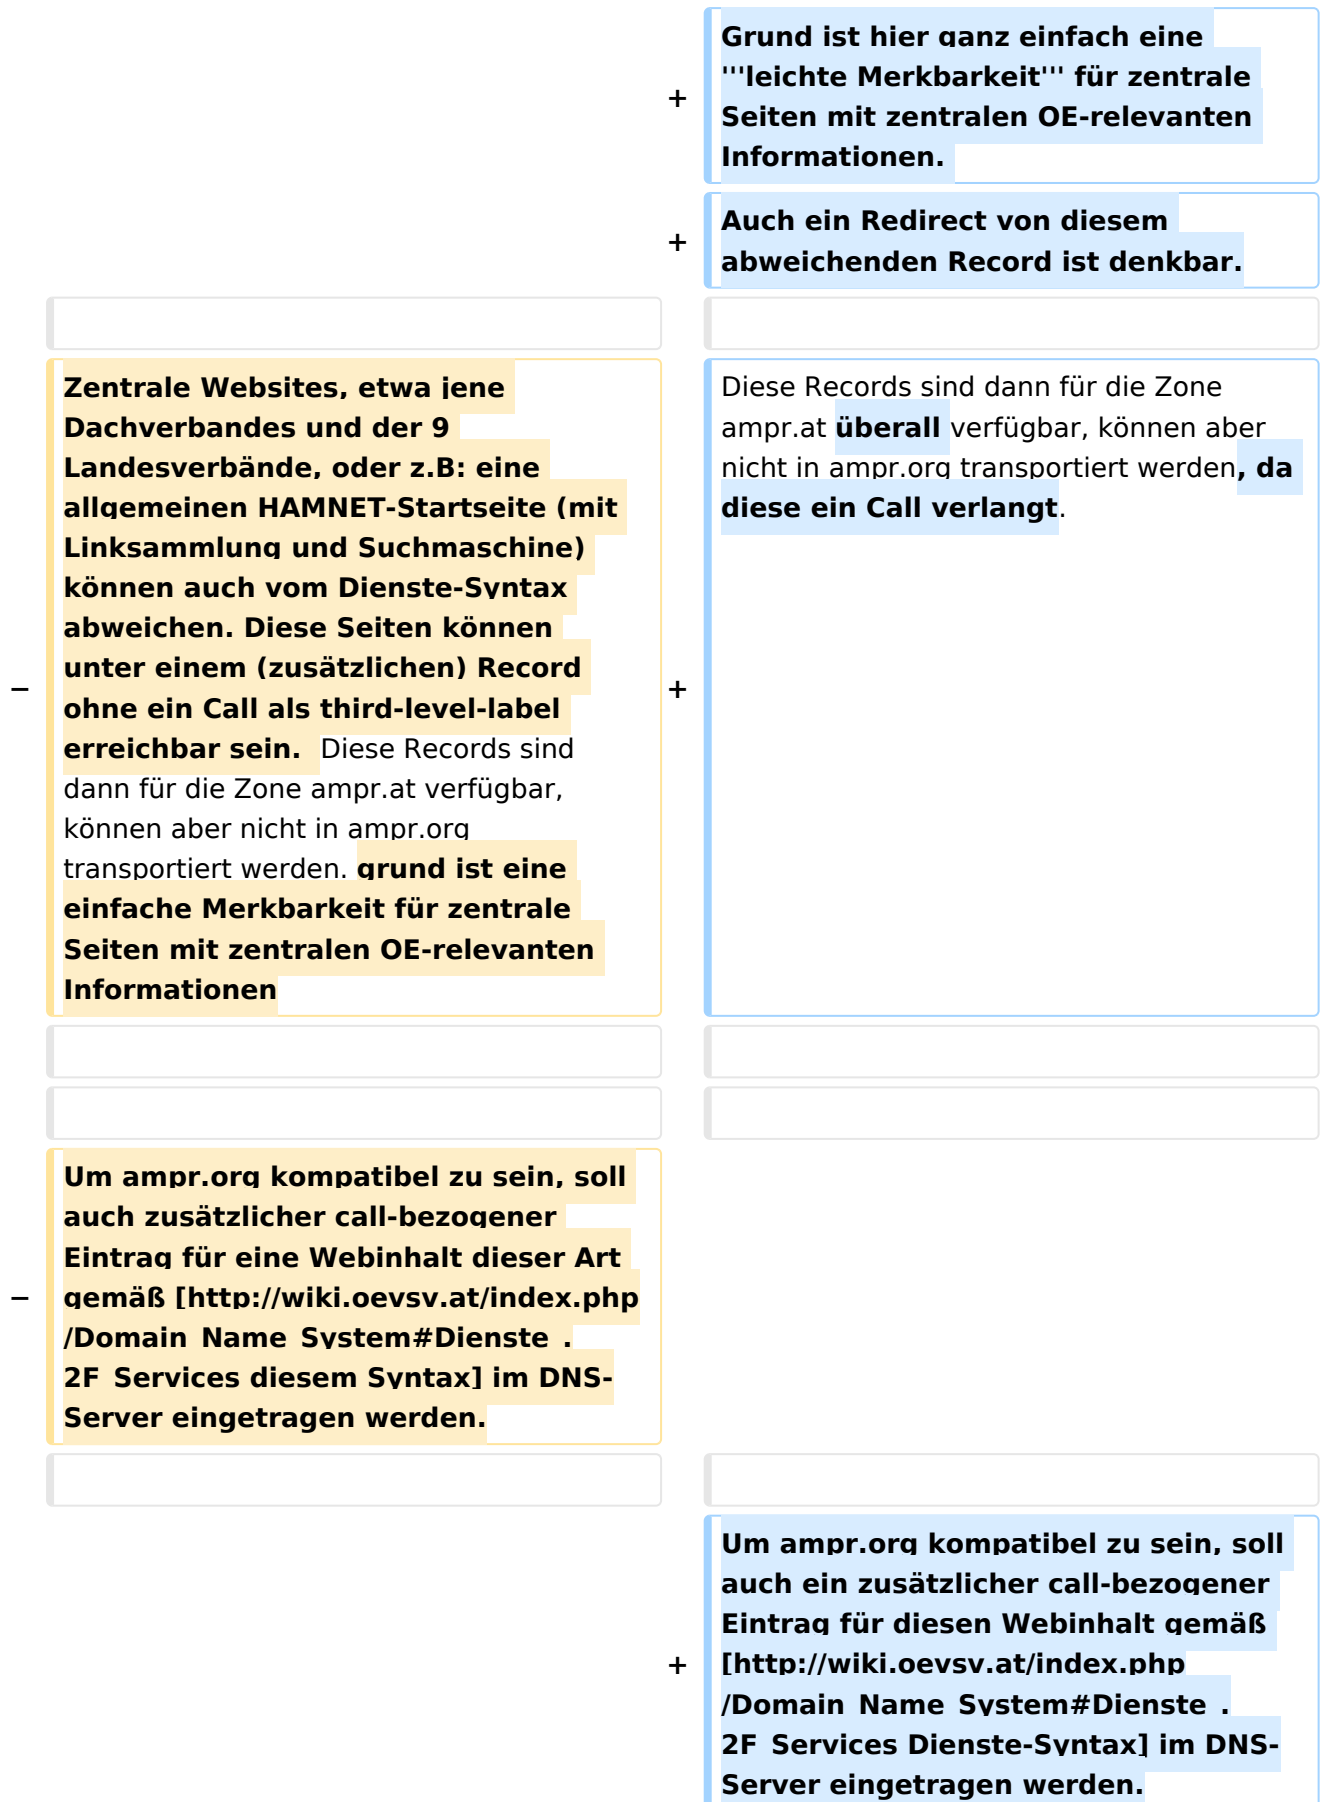 Grund ist hier ganz einfach eine
'''leichte Merkbarkeit''' für zentrale
+
Seiten mit zentralen OE-relevanten
Informationen.
Auch ein Redirect von diesem
+
abweichenden Record ist denkbar.
Zentrale Websites, etwa jene
Dachverbandes und der 9
Landesverbände, oder z.B: eine
allgemeinen HAMNET-Startseite (mit
Linksammlung und Suchmaschine)
können auch vom Dienste-Syntax
abweichen. Diese Seiten können
unter einem (zusätzlichen) Record
−
ohne ein Call als third-level-label
erreichbar sein. Diese Records sind
dann für die Zone ampr.at verfügbar,
können aber nicht in ampr.org
transportiert werden. grund ist eine
einfache Merkbarkeit für zentrale
Seiten mit zentralen OE-relevanten
Informationen
+
Diese Records sind dann für die Zone
ampr.at überall verfügbar, können aber
nicht in ampr.org transportiert werden, da
diese ein Call verlangt.
Um ampr.org kompatibel zu sein, soll
auch zusätzlicher call-bezogener
Eintrag für eine Webinhalt dieser Art
−
gemäß [http://wiki.oevsv.at/index.php
/Domain_Name_System#Dienste_.
2F_Services diesem Syntax] im DNS-
Server eingetragen werden.
Um ampr.org kompatibel zu sein, soll
auch ein zusätzlicher call-bezogener
Eintrag für diesen Webinhalt gemäß
+
[http://wiki.oevsv.at/index.php
/Domain_Name_System#Dienste_.
2F_Services Dienste-Syntax] im DNS-
Server eingetragen werden.